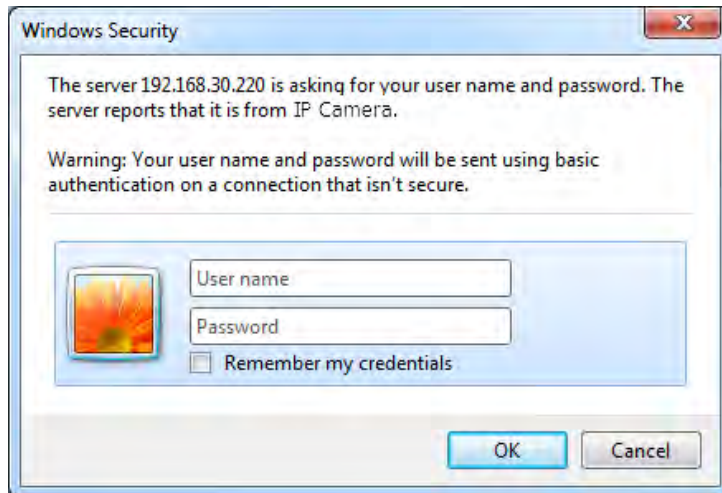 Windows Security
The server 192.168.30.220 is asking for your user name and password. The
server reports that it is from IP Camera.
Warning: Your user name and password will be sent using basic
authentication on a connection that isn't secure.
User name
Password
Remember my credentials
OK Cancel